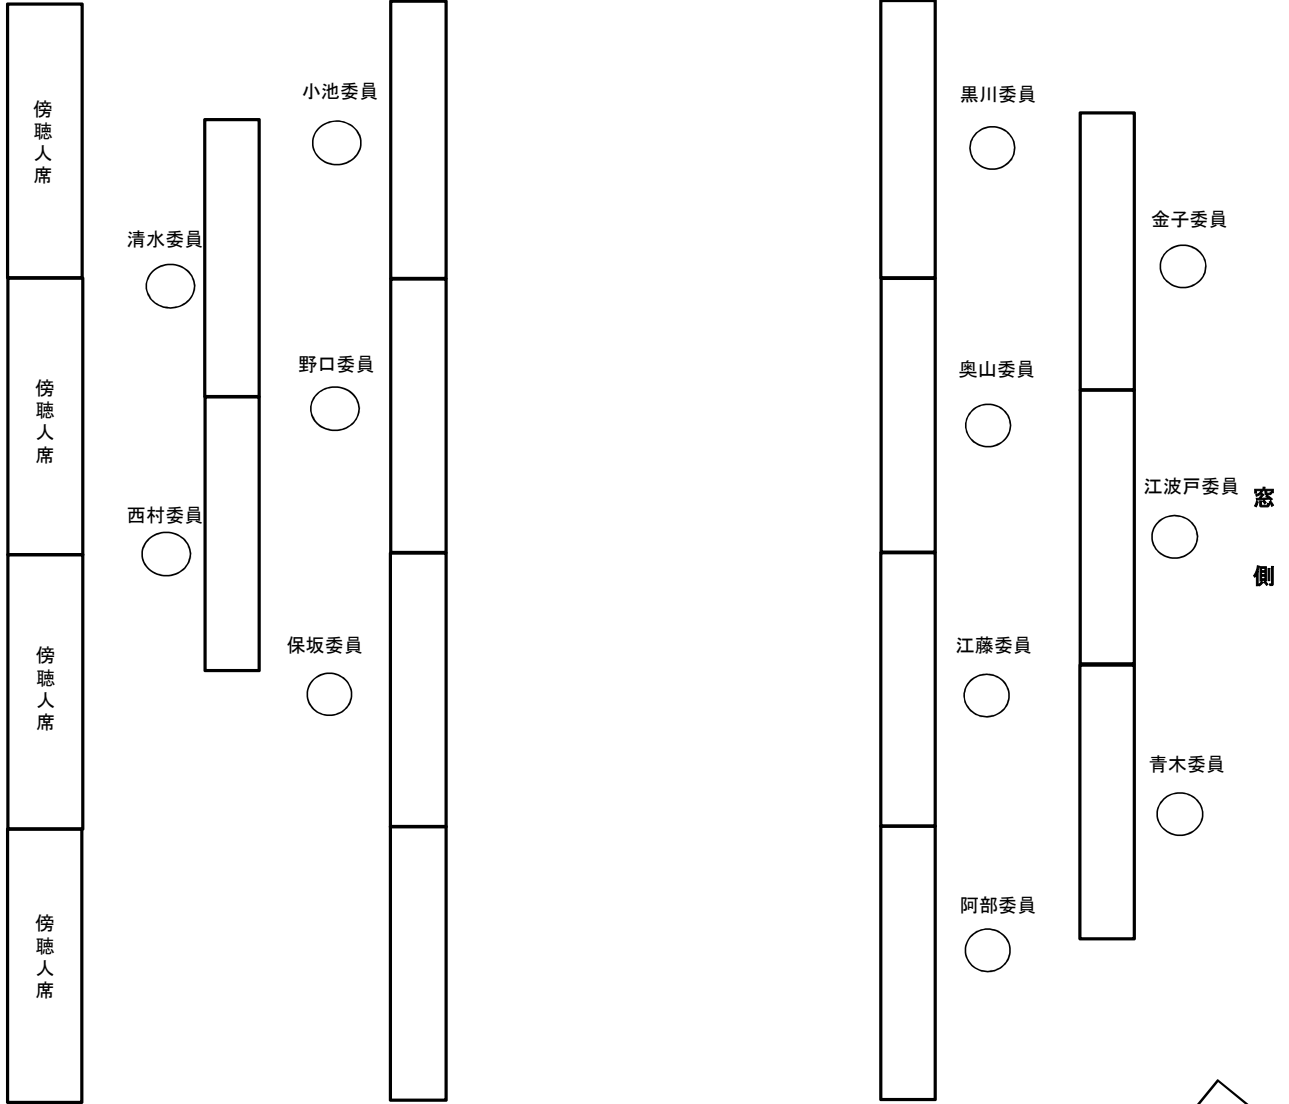 小池委員
黒川委員
傍聴人席
金子委員
清水委員
野口委員
奥山委員
傍聴人席
江波戸委員
窓側
西村委員
保坂委員
江藤委員
傍聴人席
青木委員
阿部委員
傍聴人席